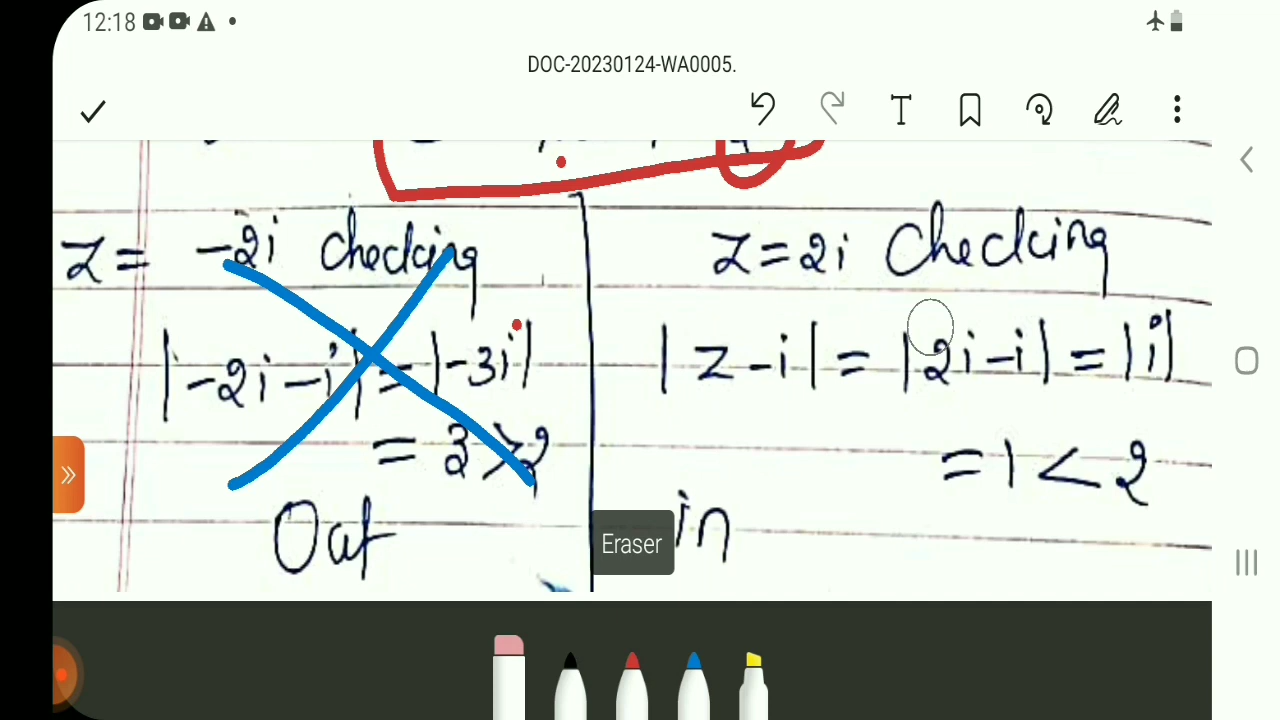 12:18
DOC-20230124-WA0005.
T
z = -2i checking
|-2i-i| = |-3i|
= 3>2
Out
z=2i Checking
|z-i| = |2i-i| = |i|
= 1 < 2
in
Eraser